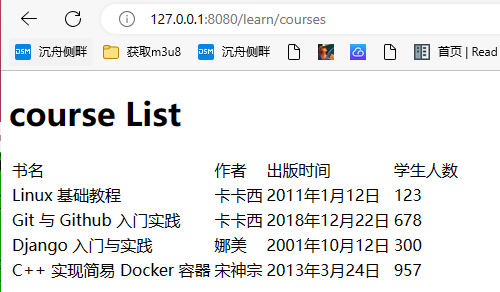 127.0.0.1:8080/learn/courses
沉舟侧畔 获取m3u8 沉舟侧畔 首页 | Read
course List
书名 作者 出版时间 学生人数
Linux 基础教程 卡卡西 2011年1月12日 123
Git 与 Github 入门实践 卡卡西 2018年12月22日 678
Django 入门与实践 娜美 2001年10月12日 300
C++ 实现简易 Docker 容器 宋神宗 2013年3月24日 957